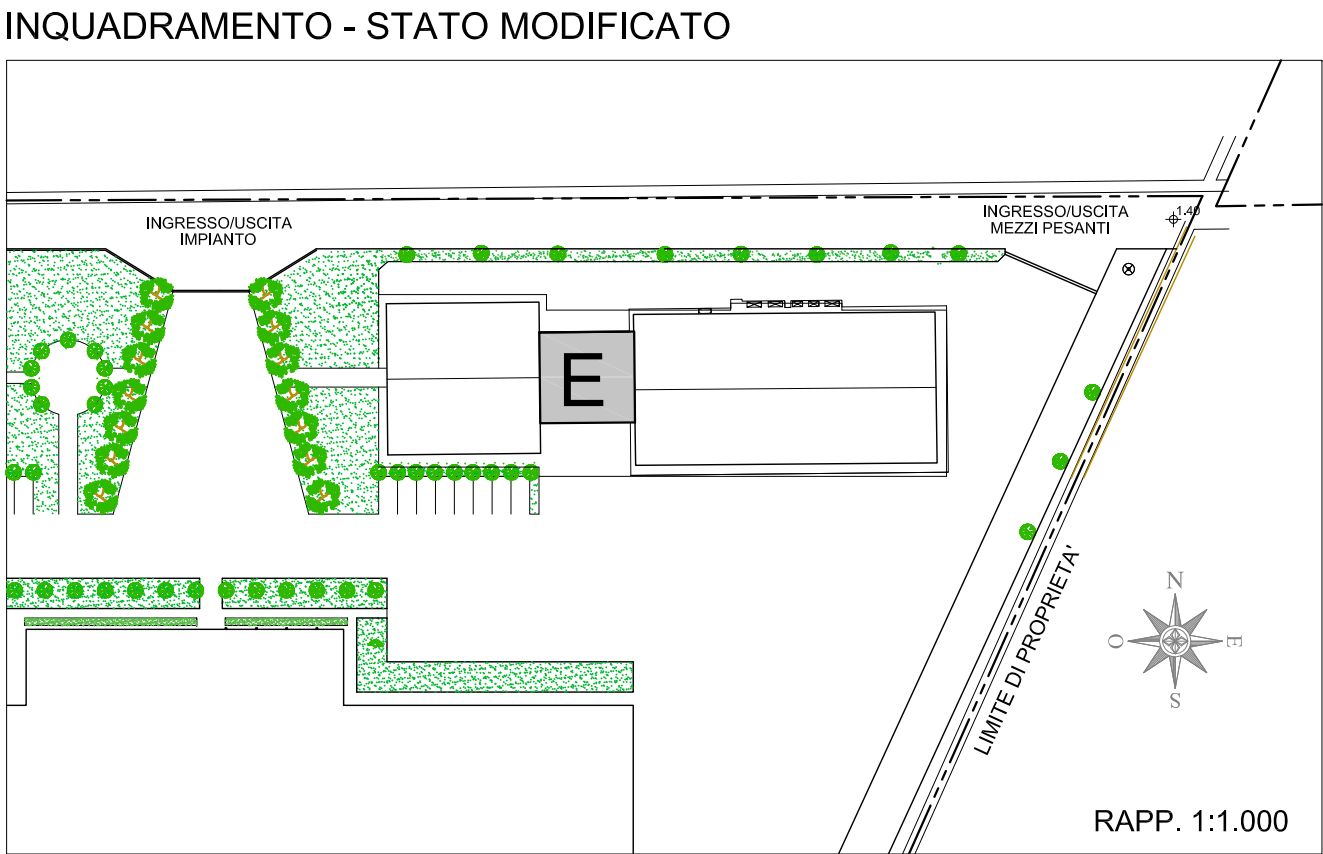 INQUADRAMENTO - STATO MODIFICATO
INGRESSO/USCITA
IMPIANTO
INGRESSO/USCITA
MEZZI PESANTI
1.40
E
LIMITE DI PROPRIETA'
N
O
E
S
RAPP. 1:1.000